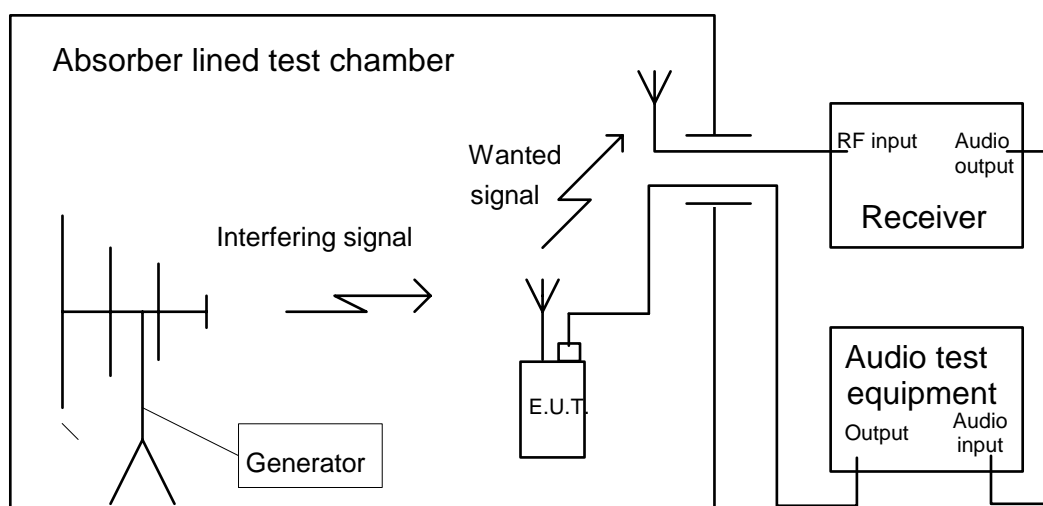 Absorber lined test chamber
Wanted
signal
Interfering signal
E.U.T.
Generator
RF input
Audio
output
Receiver
Audio test
equipment
Output
Audio
input